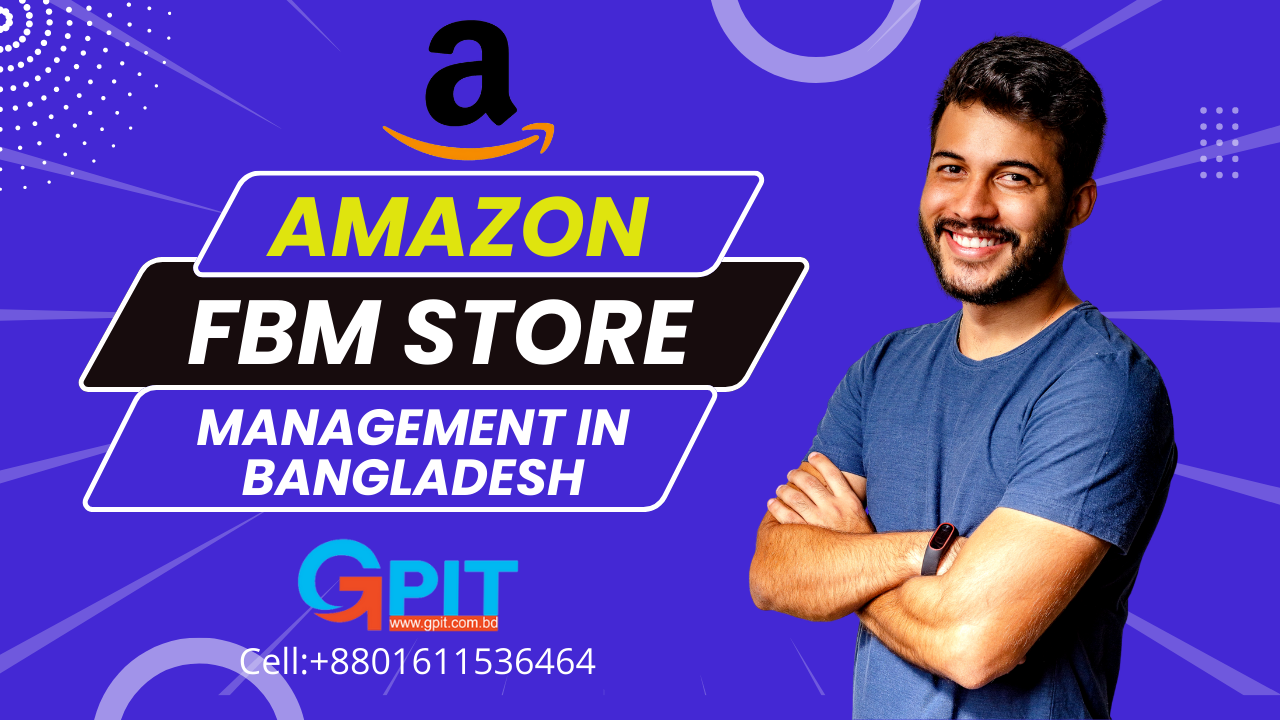 a
AMAZON
FBM STORE
MANAGEMENT IN
BANGLADESH
GPIT
www.gpit.com.bd
Cell:+8801611536464